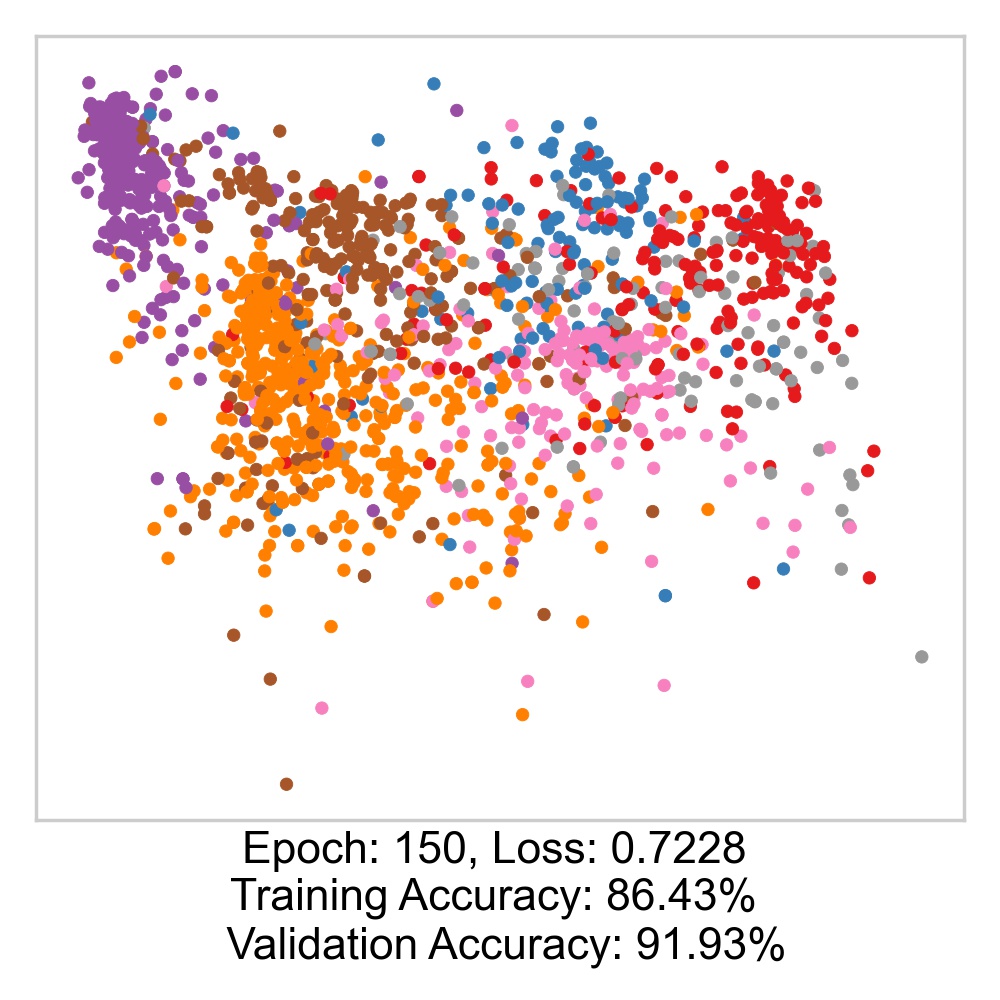 Epoch: 150, Loss: 0.7228
Training Accuracy: 86.43%
Validation Accuracy: 91.93%